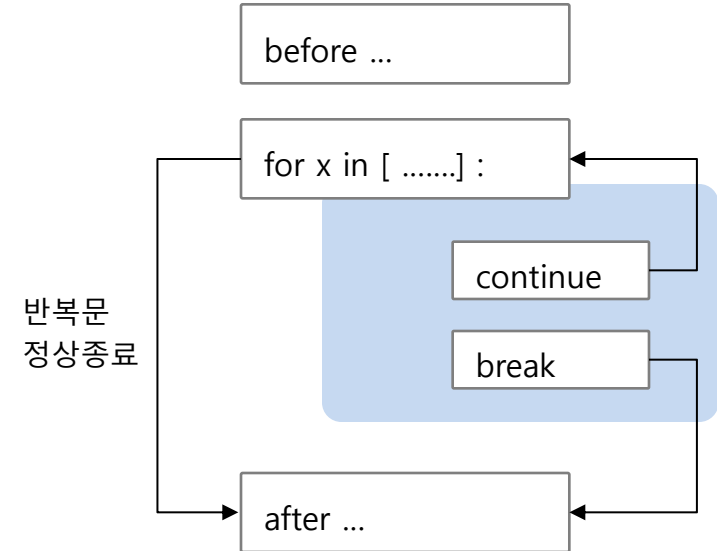 before ...
for x in [ .......] :
continue
반복문
정상종료
break
after ...